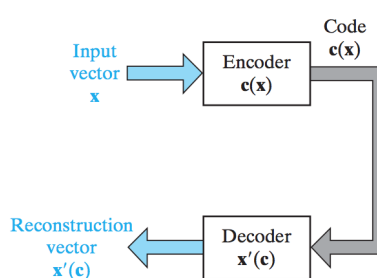 Code
c(x)
Input
vector
x
Encoder
c(x)
Reconstruction
vector
x′(c)
Decoder
x′(c)